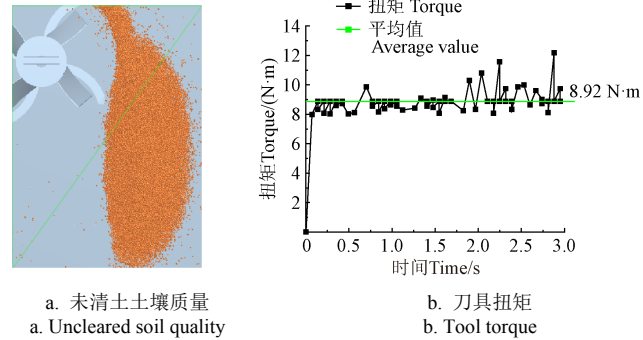 扭矩 Torque
平均值
Average value
14
12
10
8
6
4
2
扭矩Torque/(N·m)
8.92 N·m
0
0.5
1.0
1.5
2.0
2.5
3.0
时间Time/s
a. 未清土土壤质量
a. Uncleared soil quality
b. 刀具扭矩
b. Tool torque